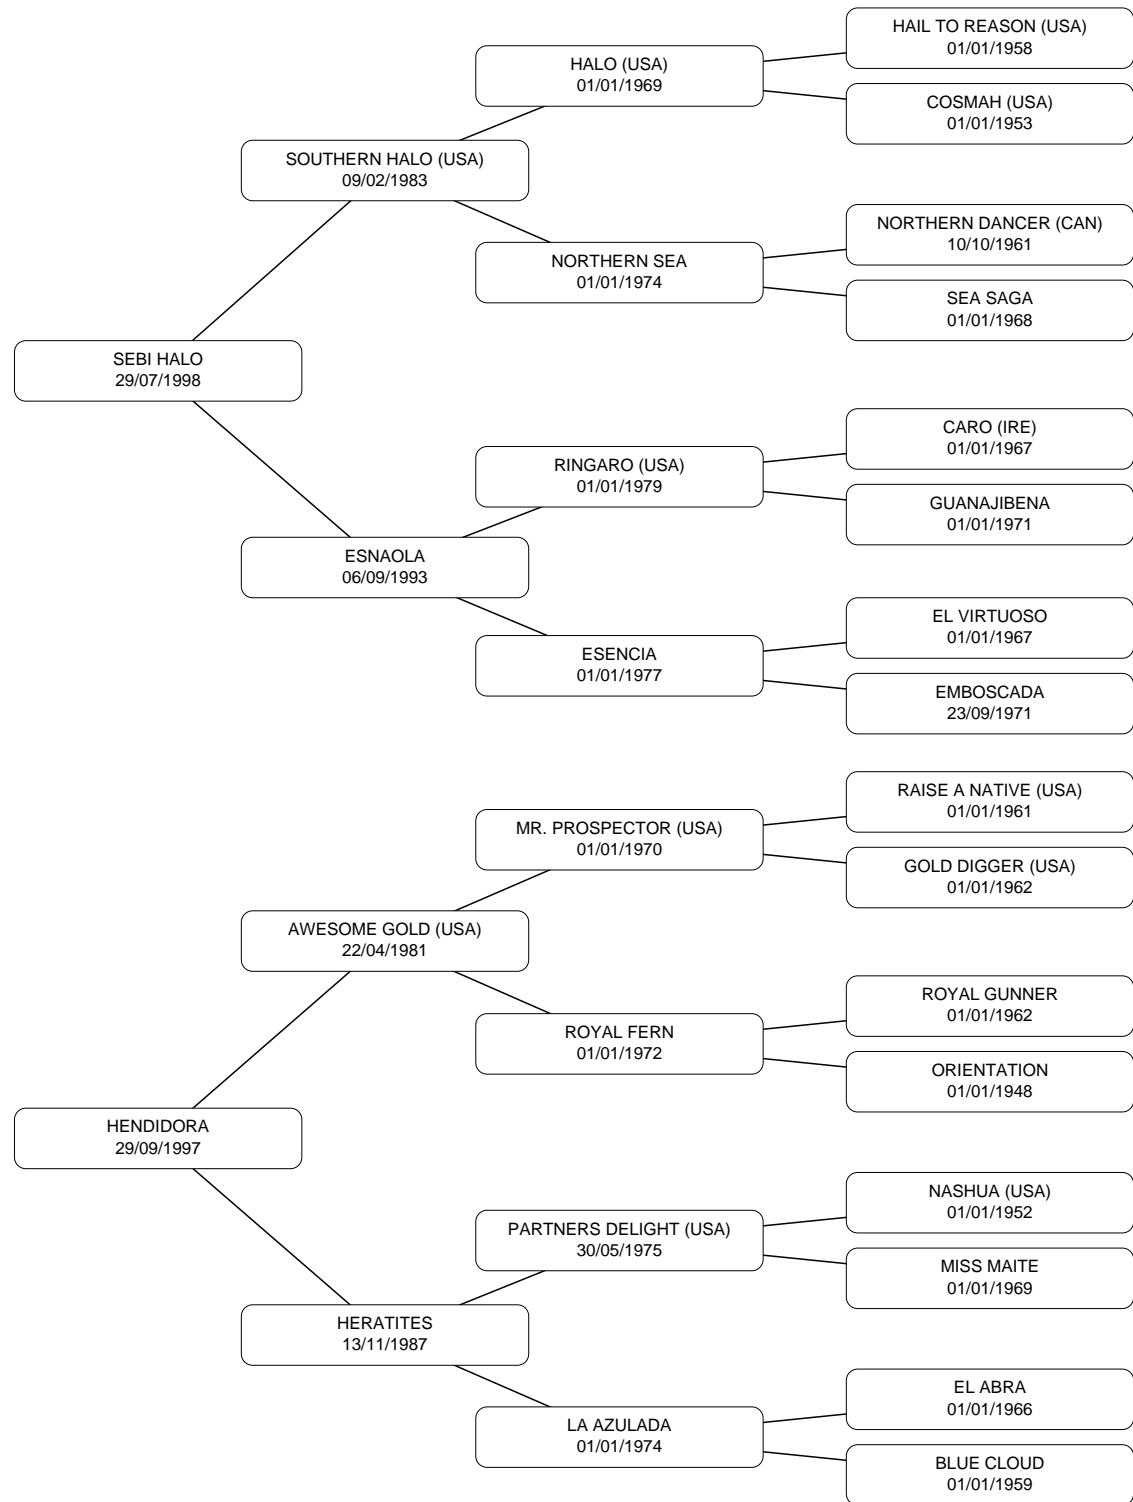 HAIL TO REASON (USA)
01/01/1958
HALO (USA)
01/01/1969
COSMAH (USA)
01/01/1953
SOUTHERN HALO (USA)
09/02/1983
NORTHERN DANCER (CAN)
10/10/1961
NORTHERN SEA
01/01/1974
SEA SAGA
01/01/1968
SEBI HALO
29/07/1998
CARO (IRE)
01/01/1967
RINGARO (USA)
01/01/1979
GUANAJIBENA
01/01/1971
ESNAOLA
06/09/1993
EL VIRTUOSO
01/01/1967
ESENCIA
01/01/1977
EMBOSCADA
23/09/1971
RAISE A NATIVE (USA)
01/01/1961
MR. PROSPECTOR (USA)
01/01/1970
GOLD DIGGER (USA)
01/01/1962
AWESOME GOLD (USA)
22/04/1981
ROYAL GUNNER
01/01/1962
ROYAL FERN
01/01/1972
ORIENTATION
01/01/1948
HENDIDORA
29/09/1997
NASHUA (USA)
01/01/1952
PARTNERS DELIGHT (USA)
30/05/1975
MISS MAITE
01/01/1969
HERATITES
13/11/1987
EL ABRA
01/01/1966
LA AZULADA
01/01/1974
BLUE CLOUD
01/01/1959